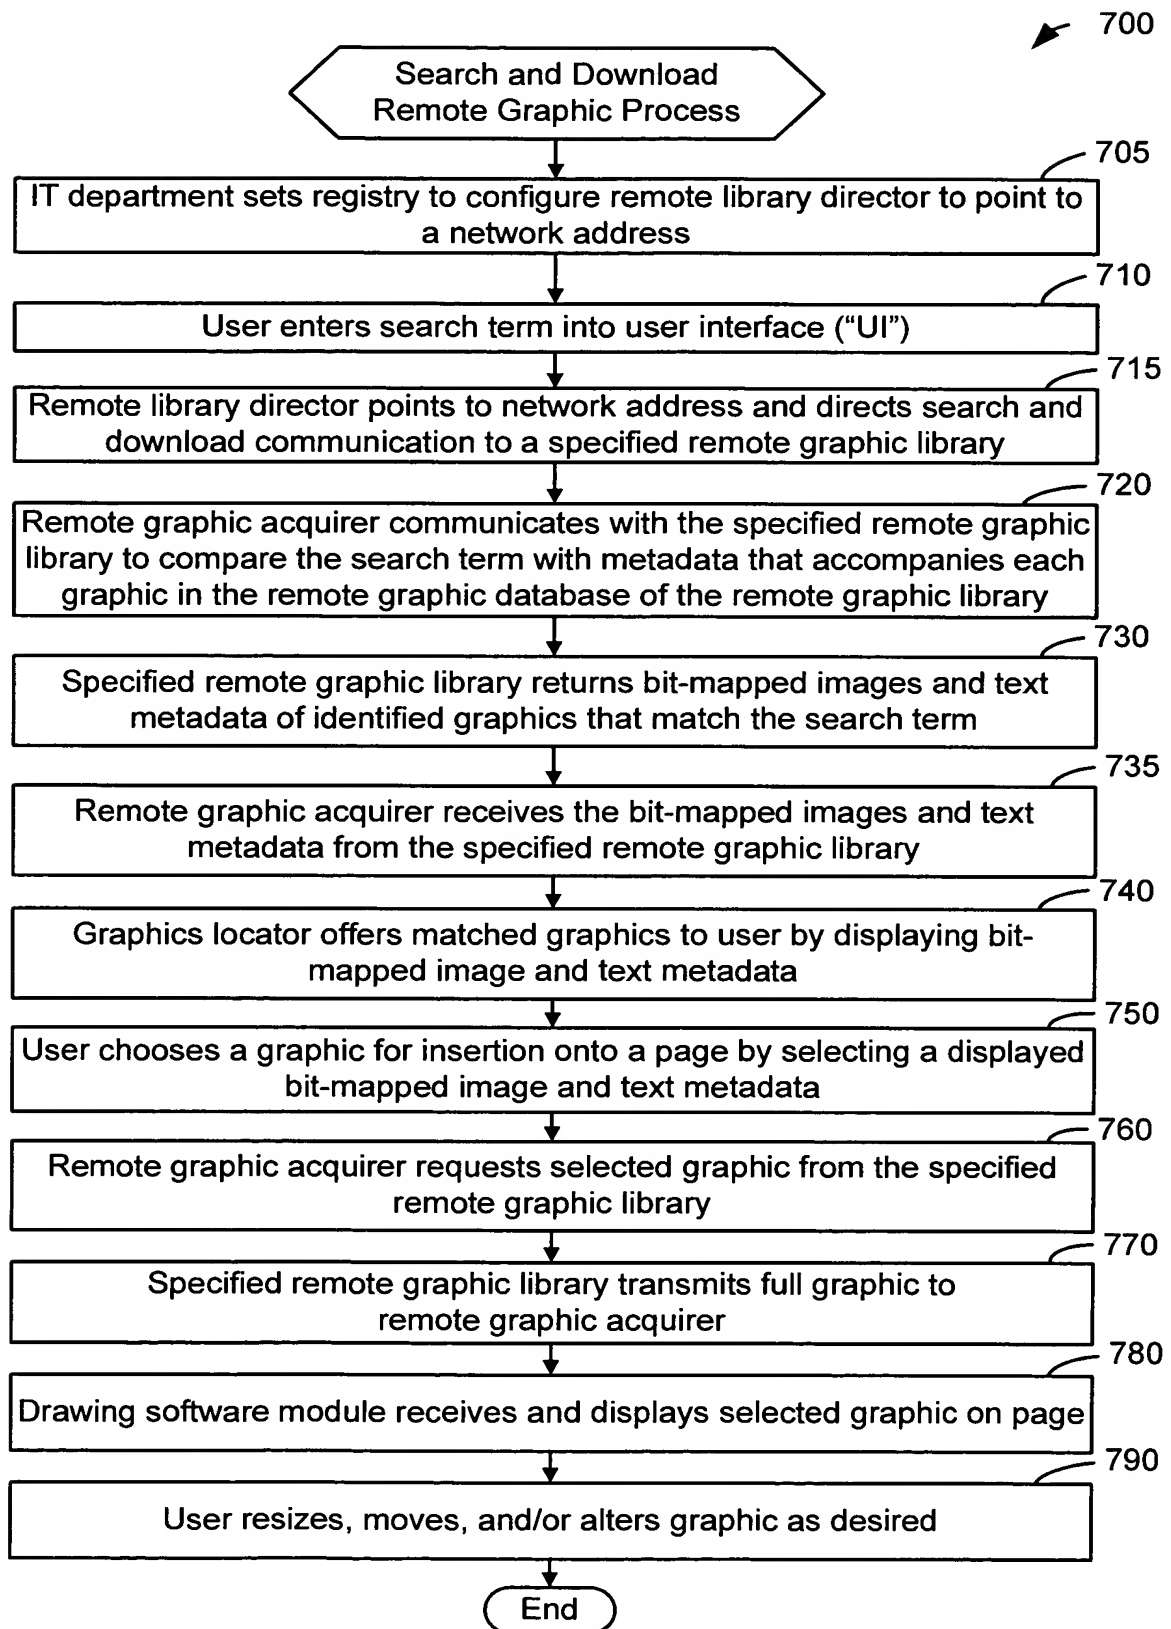 700
Search and Download
Remote Graphic Process
705
IT department sets registry to configure remote library director to point to
a network address
710
User enters search term into user interface (“UI”)
715
Remote library director points to network address and directs search and
download communication to a specified remote graphic library
720
Remote graphic acquirer communicates with the specified remote graphic
library to compare the search term with metadata that accompanies each
graphic in the remote graphic database of the remote graphic library
730
Specified remote graphic library returns bit-mapped images and text
metadata of identified graphics that match the search term
735
Remote graphic acquirer receives the bit-mapped images and text
metadata from the specified remote graphic library
740
Graphics locator offers matched graphics to user by displaying bit-
mapped image and text metadata
750
User chooses a graphic for insertion onto a page by selecting a displayed
bit-mapped image and text metadata
760
Remote graphic acquirer requests selected graphic from the specified
remote graphic library
770
Specified remote graphic library transmits full graphic to
remote graphic acquirer
780
Drawing software module receives and displays selected graphic on page
790
User resizes, moves, and/or alters graphic as desired
End